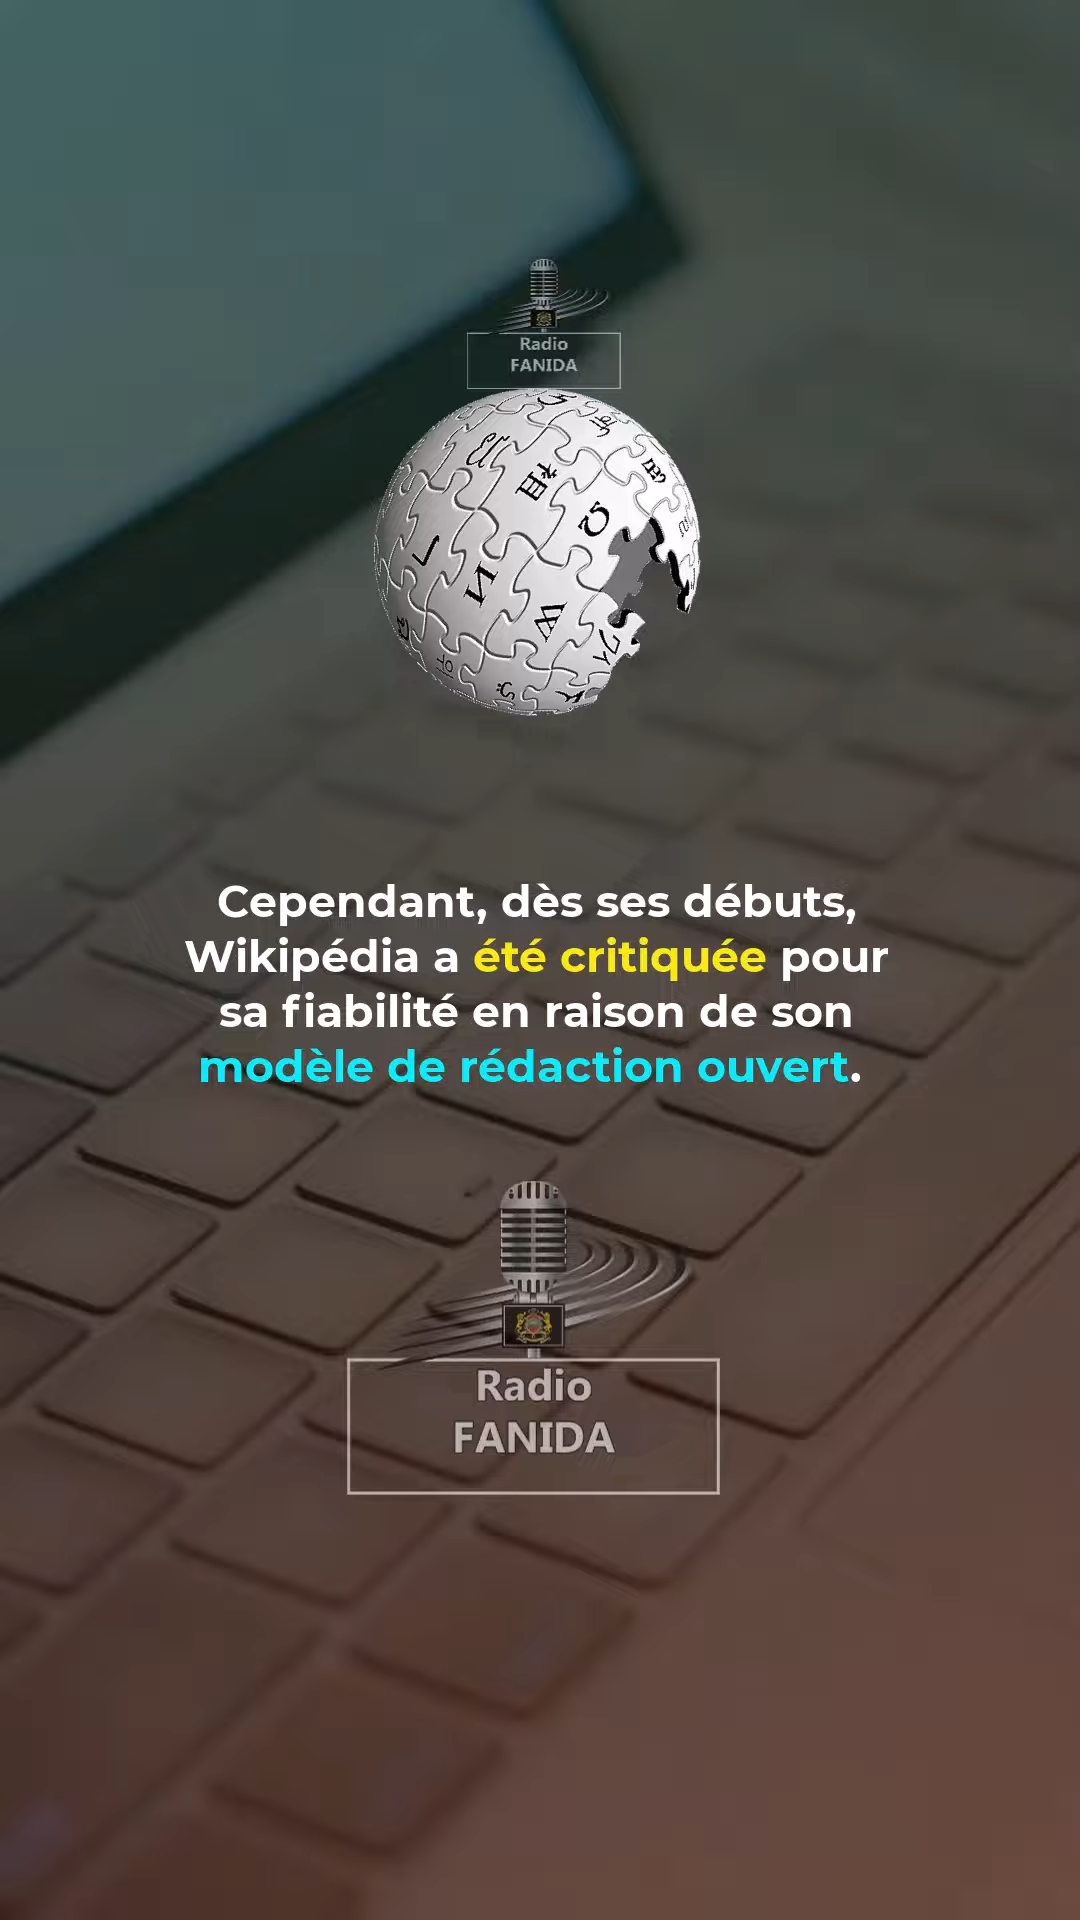 Radio
FANIDA
Cependant, dès ses débuts,
Wikipédia a été critiquée pour
sa fiabilité en raison de son
modèle de rédaction ouvert.
Radio
FANIDA